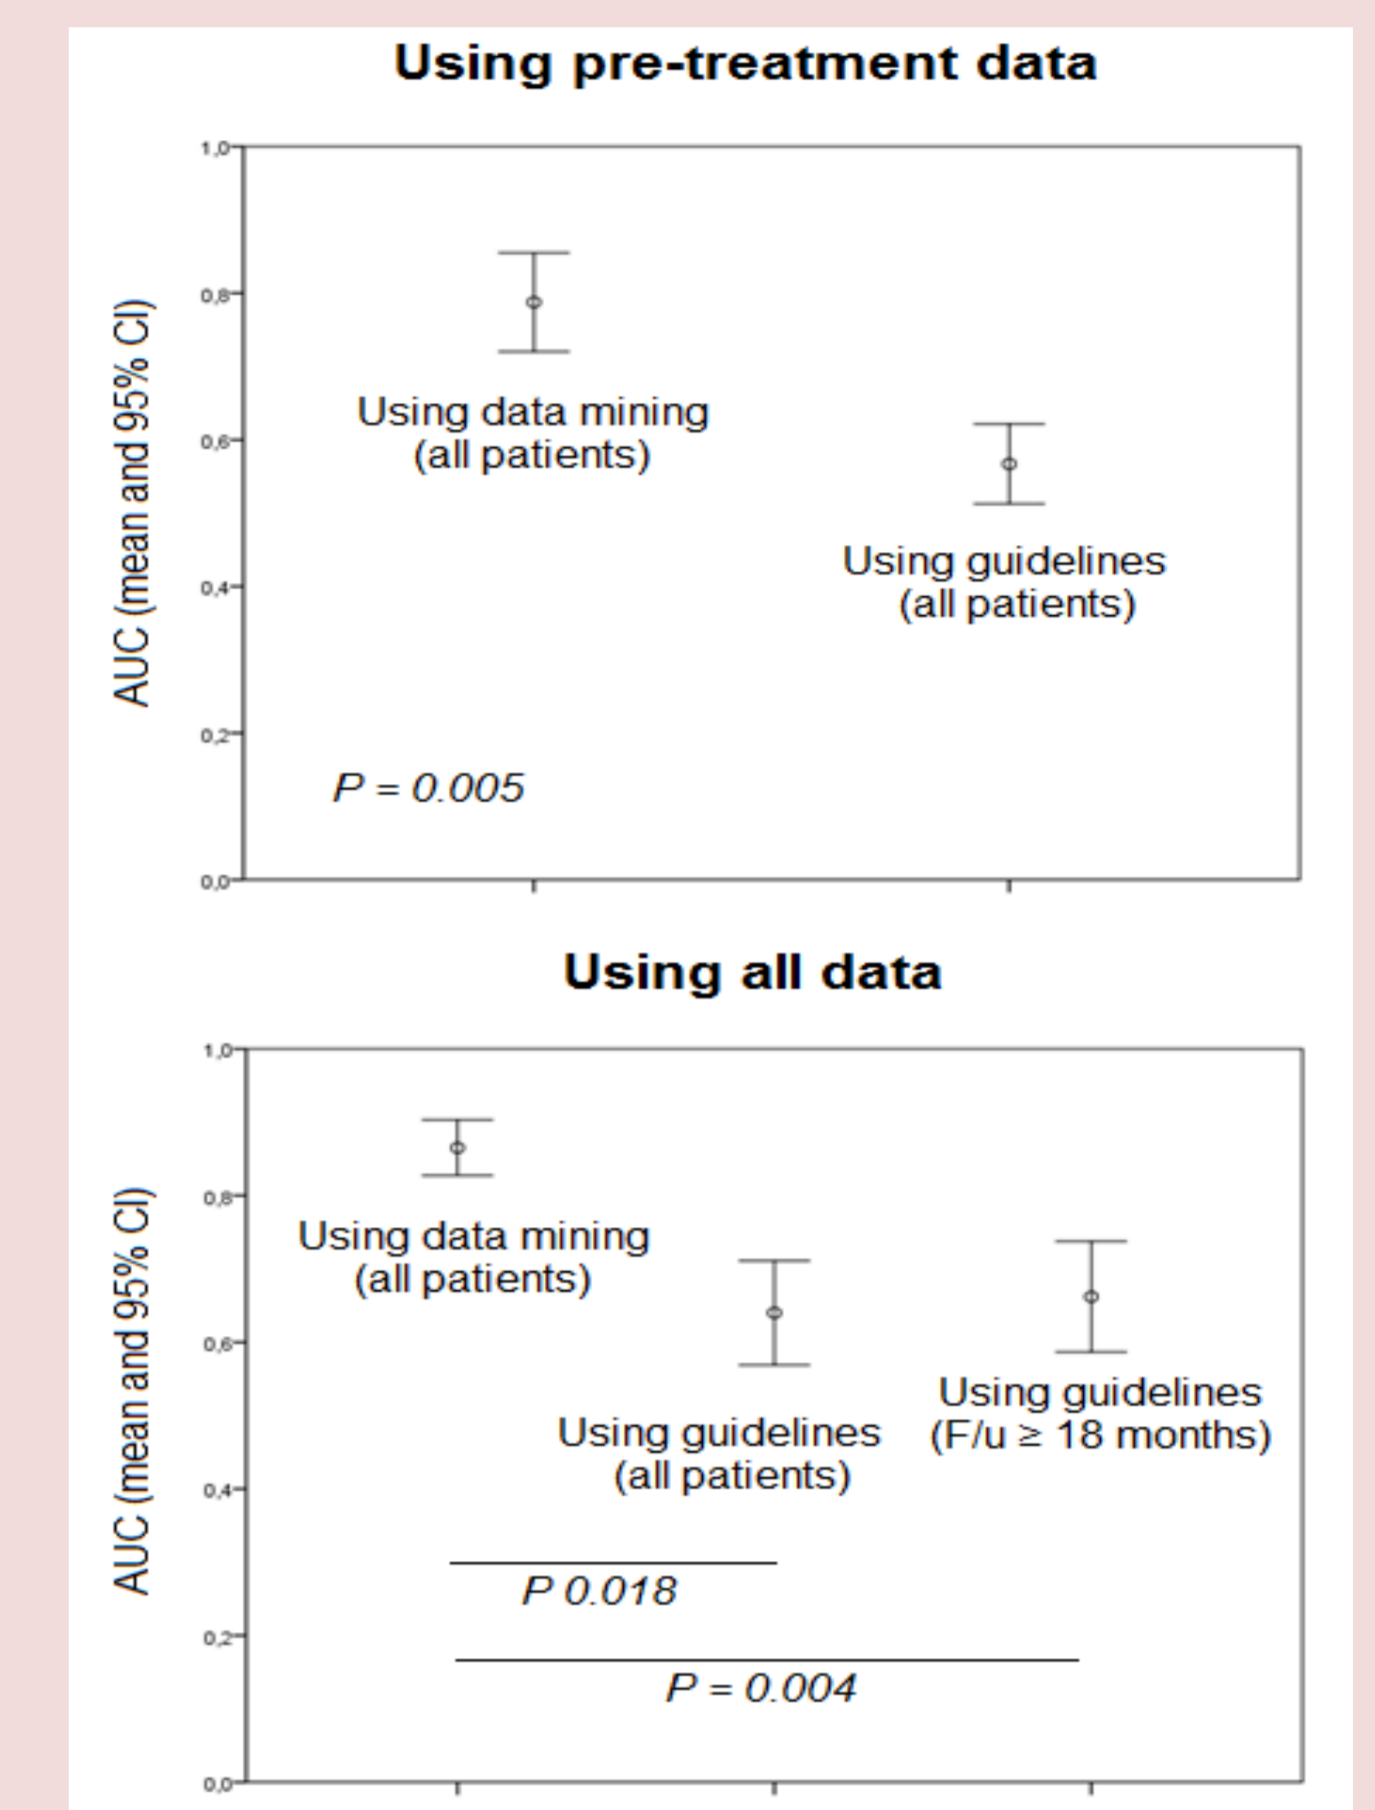 Using pre-treatment data
AUC (mean and 95% CI)
1,0
0,8
0,6
0,4
0,2
0,0
Using data mining
(all patients)
Using guidelines
(all patients)
P = 0.005
Using all data
AUC (mean and 95% CI)
1,0
0,8
0,6
0,4
0,2
0,0
Using data mining
(all patients)
Using guidelines
(all patients)
Using guidelines
(F/u ≥ 18 months)
P 0.018
P = 0.004